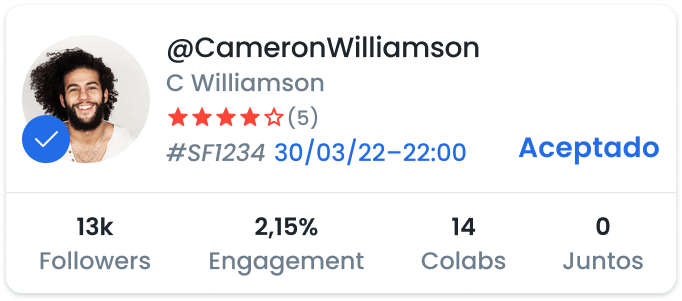 @CameronWilliamson
C Williamson
★★★★☆(5)
#SF1234 30/03/22–22:00
Aceptado
13k 2,15% 14 0
Followers Engagement Colabs Juntos